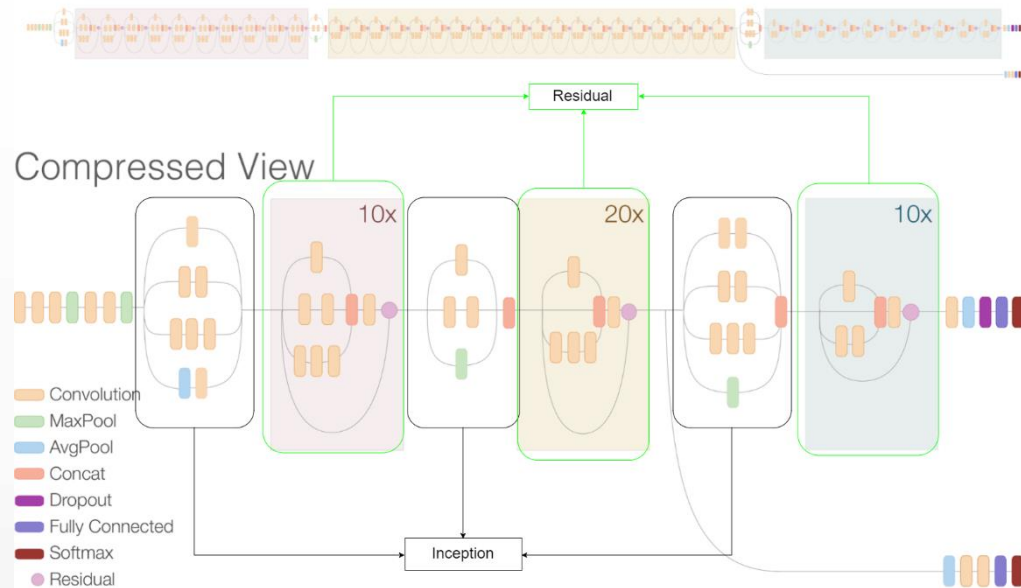 Residual
Compressed View
10x
20x
10x
Convolution
MaxPool
AvgPool
Concat
Dropout
Fully Connected
Softmax
Residual
Inception